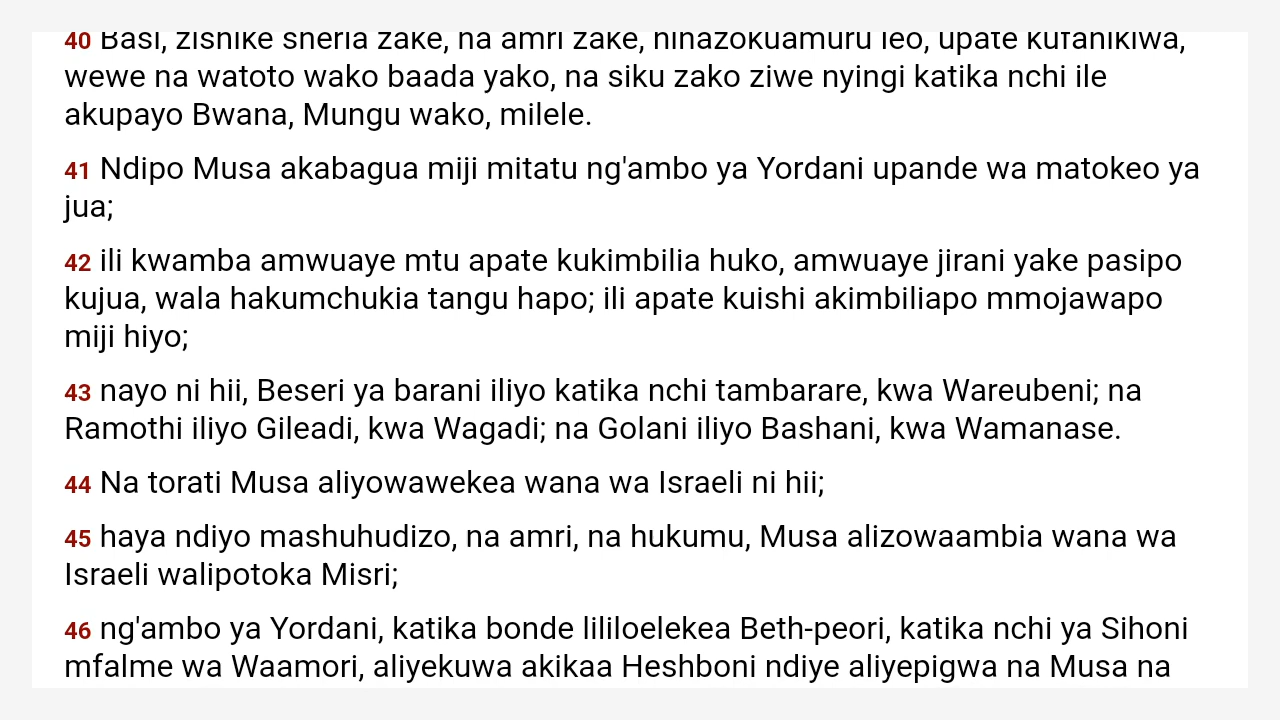 40 Basi, zishike sheria zake, na amri zake, ninazokuamuru leo, upate kufanikiwa,
wewe na watoto wako baada yako, na siku zako ziwe nyingi katika nchi ile
akupayo Bwana, Mungu wako, milele.
41 Ndipo Musa akabagua miji mitatu ng'ambo ya Yordani upande wa matokeo ya
jua;
42 ili kwamba amwuaye mtu apate kukimbilia huko, amwuaye jirani yake pasipo
kujua, wala hakumchukia tangu hapo; ili apate kuishi akimbiliapo mmojawapo
miji hiyo;
43 nayo ni hii, Beseri ya barani iliyo katika nchi tambarare, kwa Wareubeni; na
Ramothi iliyo Gileadi, kwa Wagadi; na Golani iliyo Bashani, kwa Wamanase.
44 Na torati Musa aliyowawekea wana wa Israeli ni hii;
45 haya ndiyo mashuhudizo, na amri, na hukumu, Musa alizowaambia wana wa
Israeli walipotoka Misri;
46 ng'ambo ya Yordani, katika bonde lililoelekea Beth-peori, katika nchi ya Sihoni
mfalme wa Waamori, aliyekuwa akikaa Heshboni ndiye aliyepigwa na Musa na